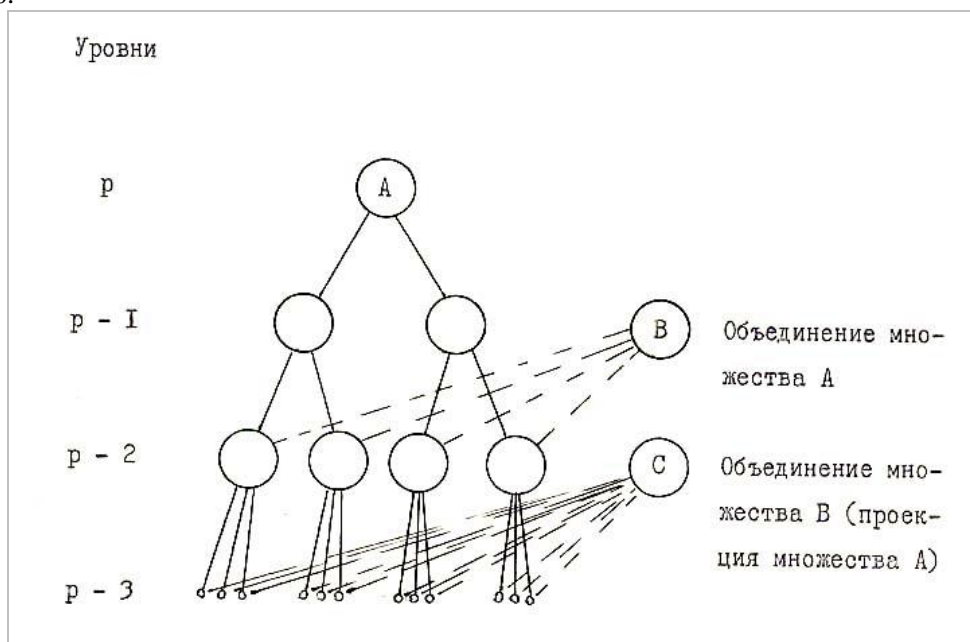 Уровни
р
А
р - I
В
Объединение мно-
жества А
р - 2
С
Объединение мно-
жества В (проек-
ция множества А)
р - 3